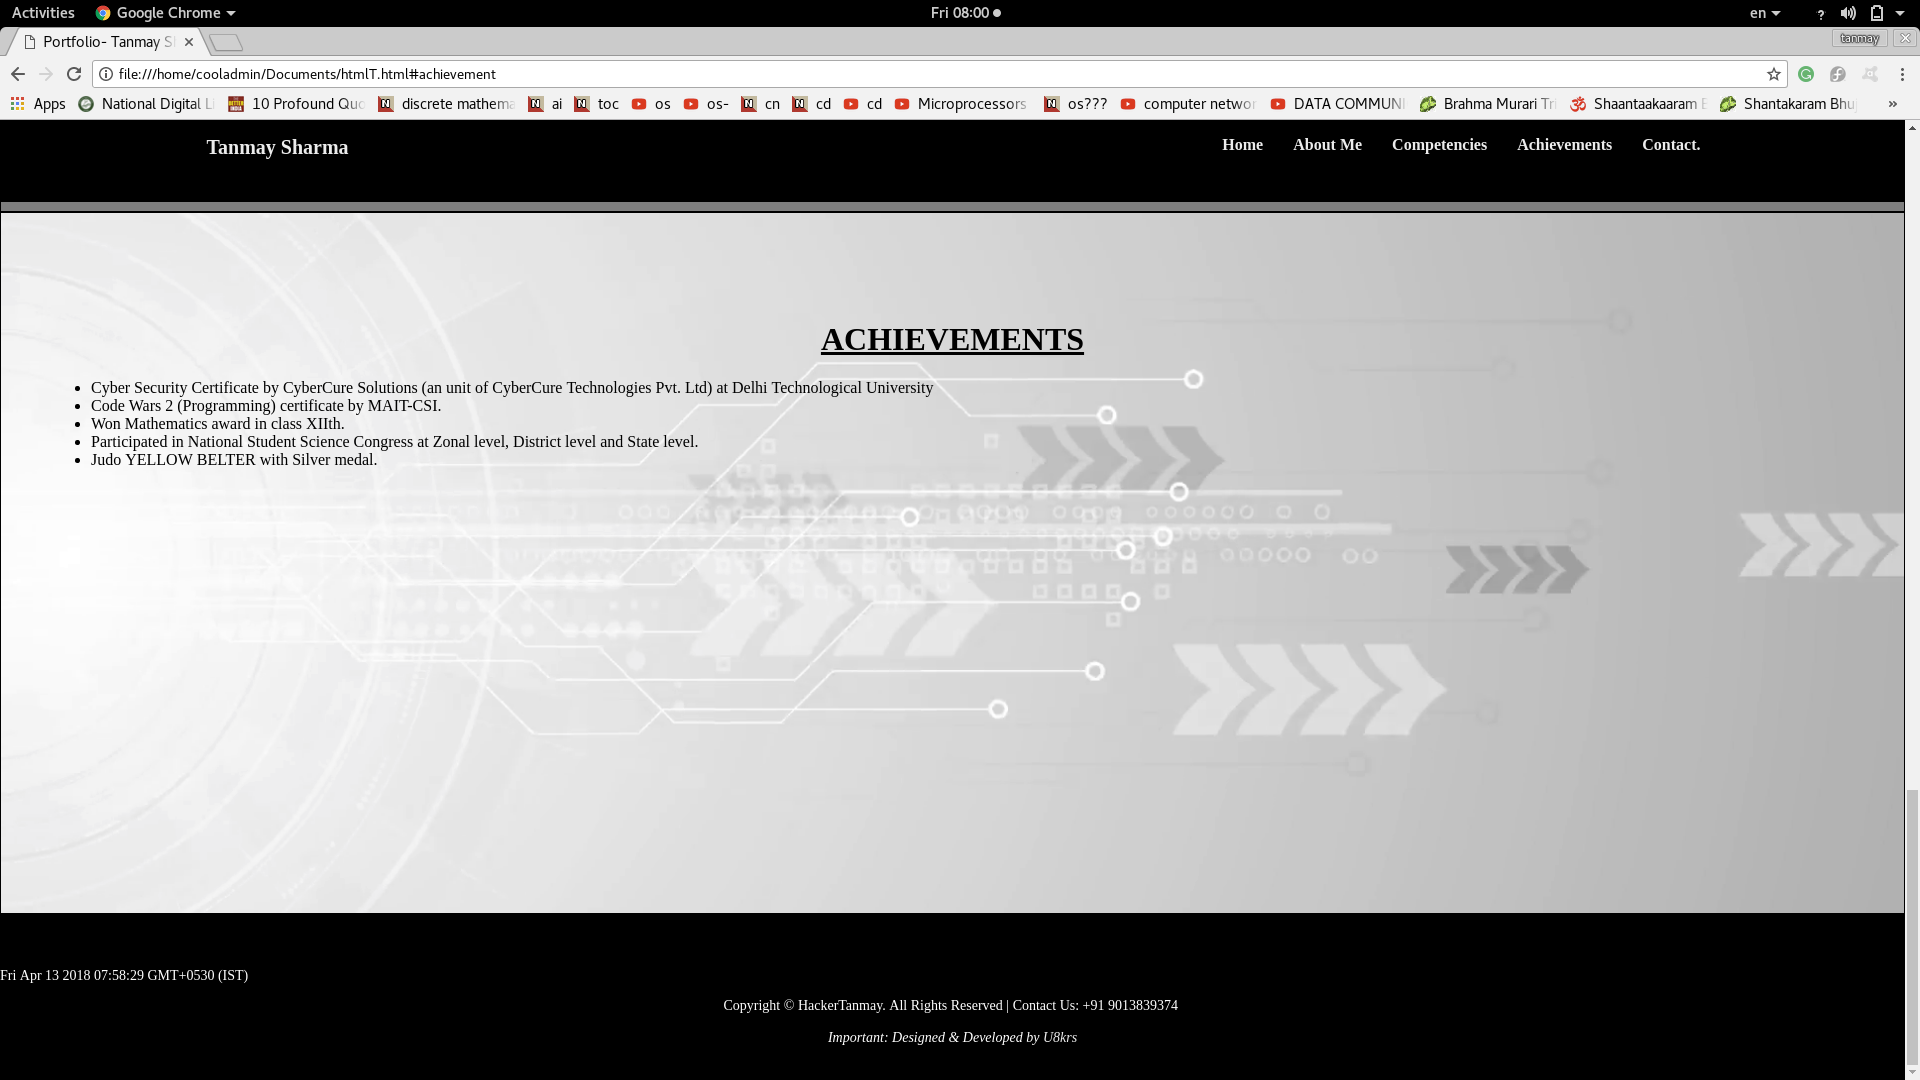 Activities Google Chrome Fri 08:00 en ?
Portfolio- Tanmay S tanmay
file:///home/cooladmin/Documents/htmlT.html#achievement
Apps National Digital Li 10 Profound Quo discrete mathema ai toc os os- cn cd cd Microprocessors os??? computer networ DATA COMMUNI Brahma Murari Tri Shaantaakaaram Shantakaram Bhu »
Tanmay Sharma Home About Me Competencies Achievements Contact.
ACHIEVEMENTS
• Cyber Security Certificate by CyberCure Solutions (an unit of CyberCure Technologies Pvt. Ltd) at Delhi Technological University
• Code Wars 2 (Programming) certificate by MAIT-CSI.
• Won Mathematics award in class XIIth.
• Participated in National Student Science Congress at Zonal level, District level and State level.
• Judo YELLOW BELTER with Silver medal.
Fri Apr 13 2018 07:58:29 GMT+0530 (IST)
Copyright © HackerTanmay. All Rights Reserved | Contact Us: +91 9013839374
Important: Designed & Developed by U8krs